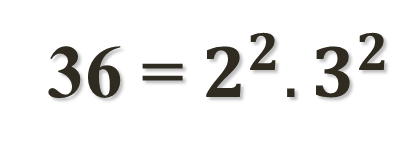 36 = 2².3²